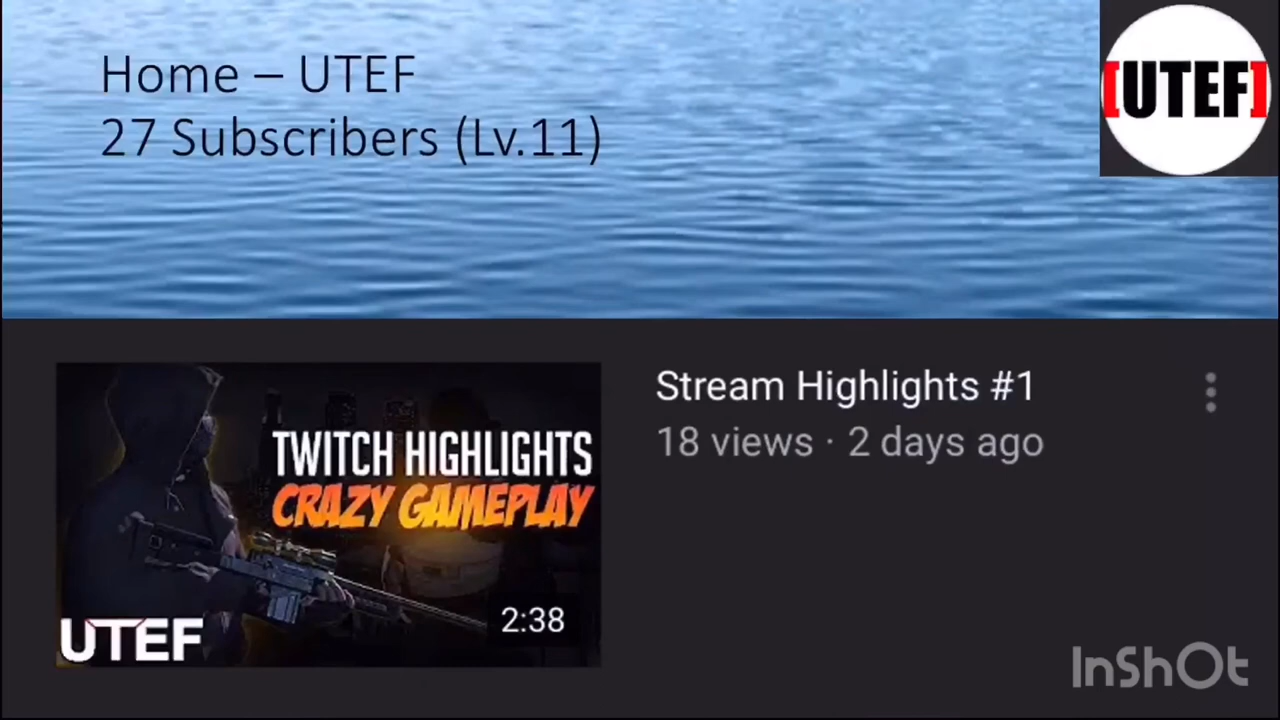 Home – UTEF
27 Subscribers (Lv.11)
[UTEF]
Stream Highlights #1
18 views · 2 days ago
TWITCH HIGHLIGHTS
CRAZY GAMEPLAY
2:38
UTEF
InShOt